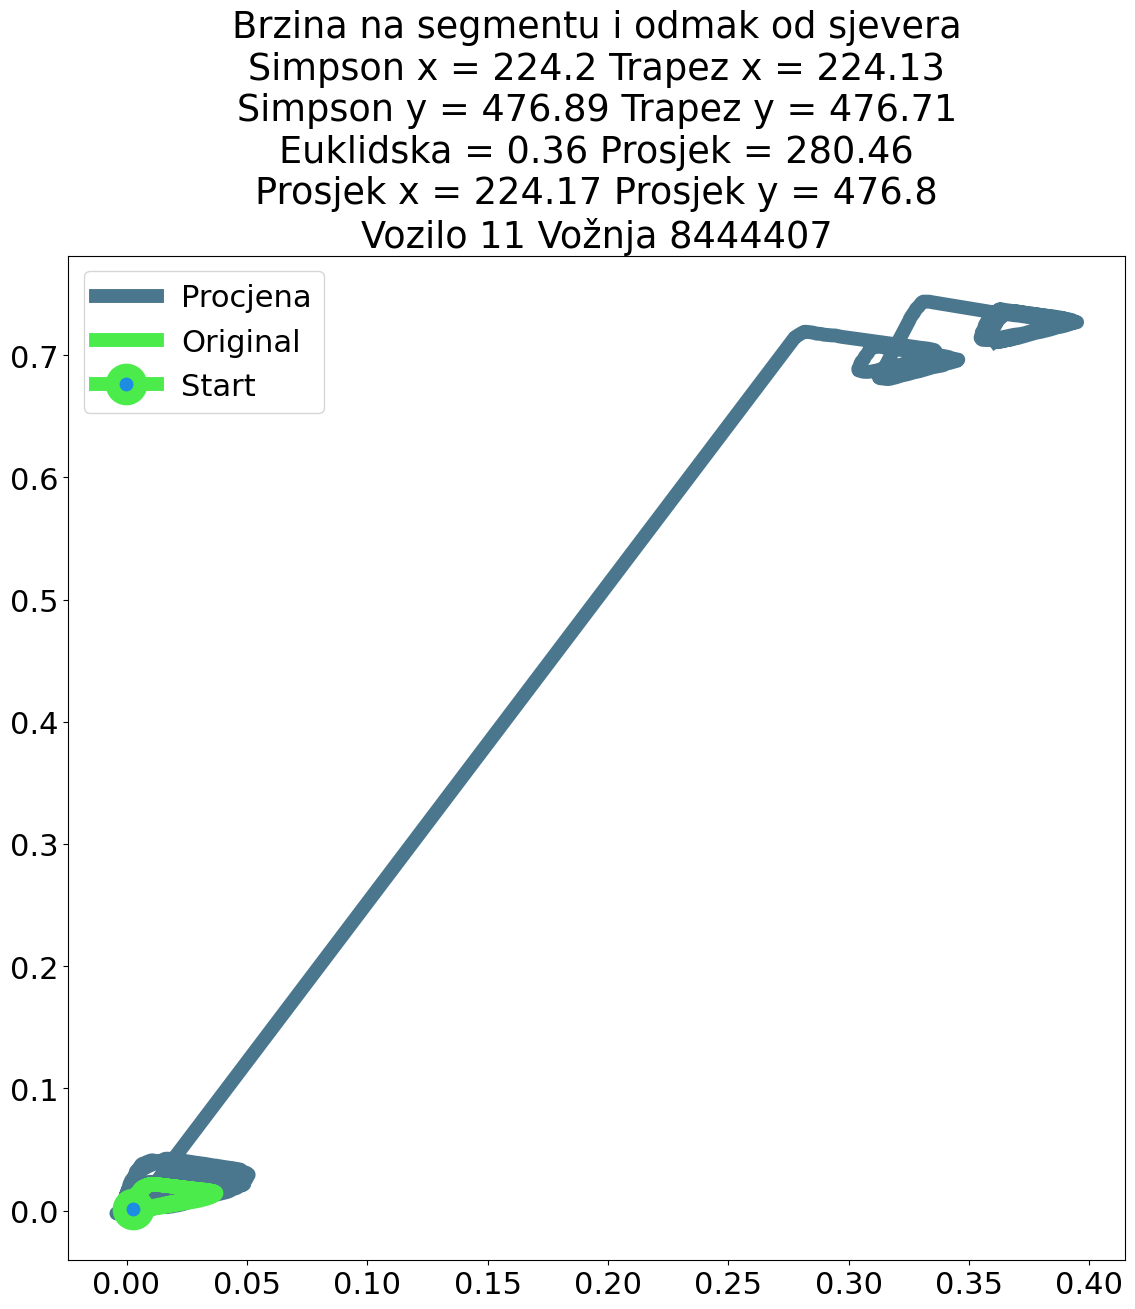 Brzina na segmentu i odmak od sjevera
Simpson x = 224.2 Trapez x = 224.13
Simpson y = 476.89 Trapez y = 476.71
Euklidska = 0.36 Prosjek = 280.46
Prosjek x = 224.17 Prosjek y = 476.8
Vozilo 11 Vožnja 8444407
Procjena
Original
Start
0.7
0.6
0.5
0.4
0.3
0.2
0.1
0.0
0.00 0.05 0.10 0.15 0.20 0.25 0.30 0.35 0.40